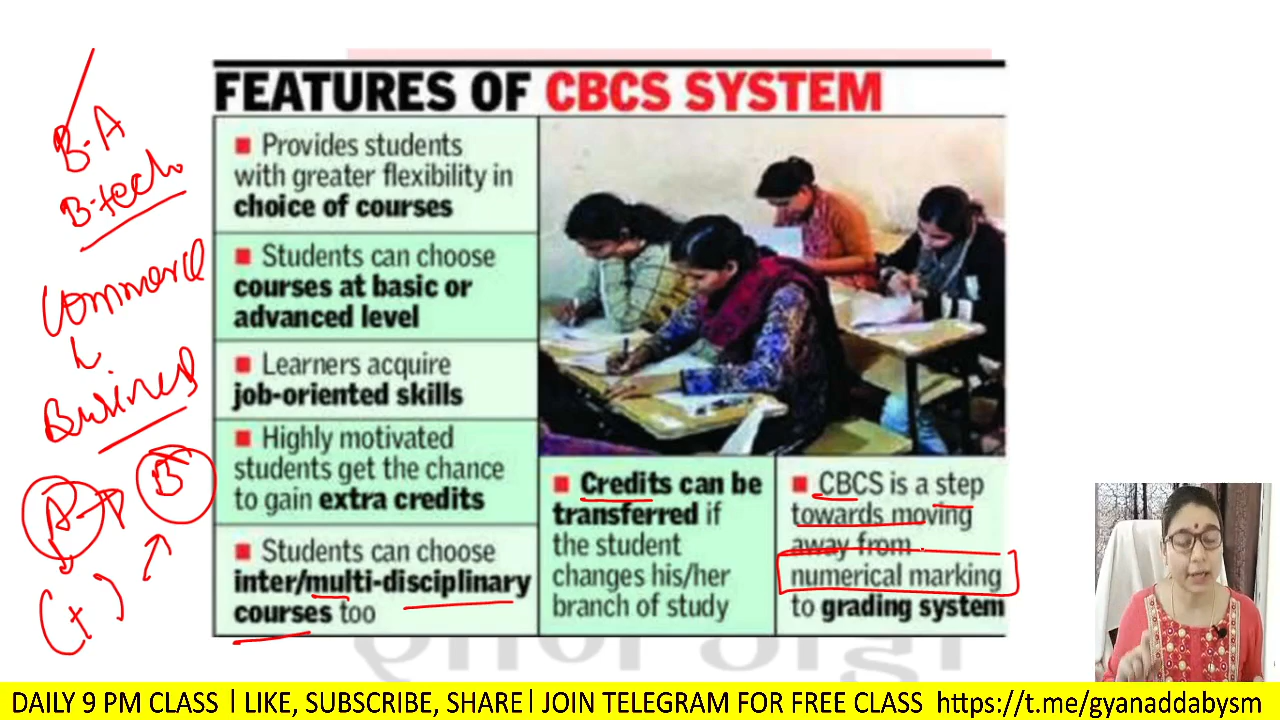 FEATURES OF CBCS SYSTEM
■ Provides students
with greater flexibility in
choice of courses
■ Students can choose
courses at basic or
advanced level
■ Learners acquire
job-oriented skills
■ Highly motivated
students get the chance
to gain extra credits
■ Students can choose
inter/multi-disciplinary
courses too
■ Credits can be
transferred if
the student
changes his/her
branch of study
■ CBCS is a step
towards moving
away from
numerical marking
to grading system
B.A
B.tech
Commerce
Business
A → B
(+)
ज्ञान अड्डा
DAILY 9 PM CLASS | LIKE, SUBSCRIBE, SHARE| JOIN TELEGRAM FOR FREE CLASS https://t.me/gyanaddabysm